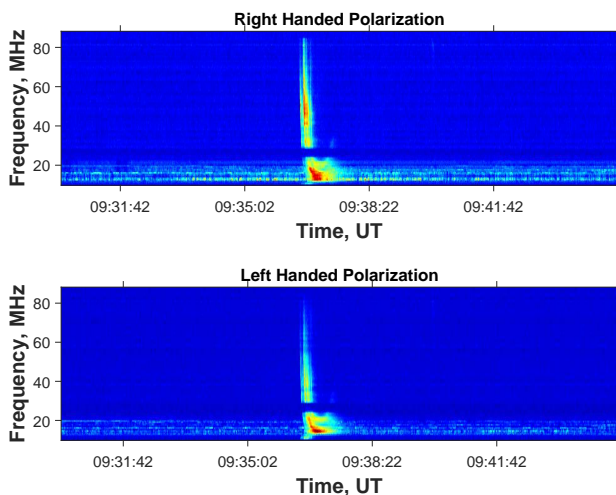 Right Handed Polarization
80
60
40
20
Frequency, MHz
09:31:42 09:35:02 09:38:22 09:41:42
Time, UT
Left Handed Polarization
80
60
40
20
Frequency, MHz
09:31:42 09:35:02 09:38:22 09:41:42
Time, UT